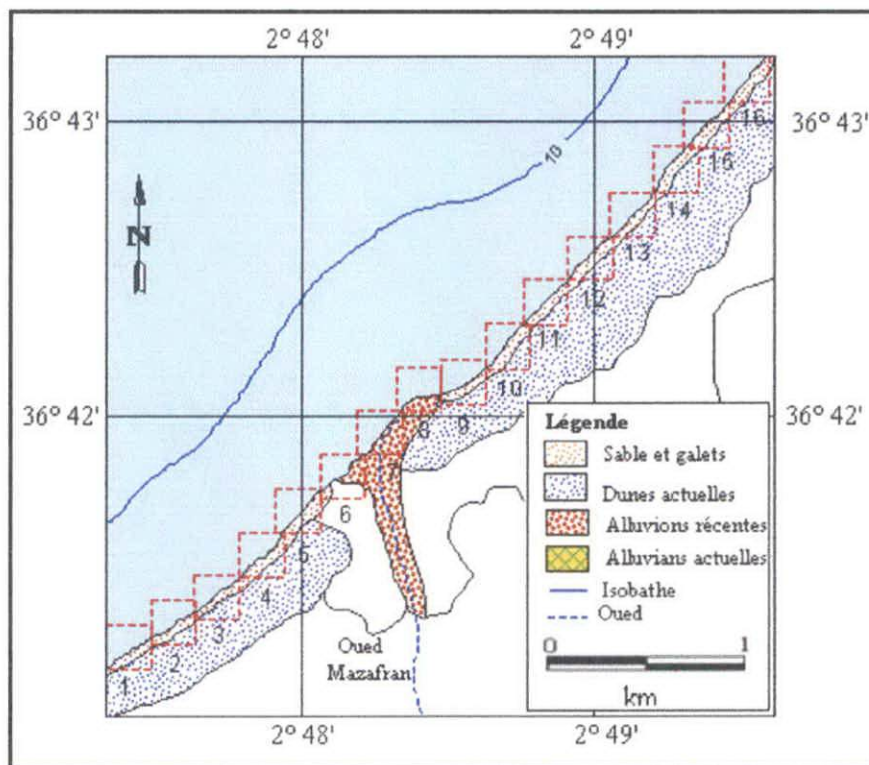 2° 48' 2° 49'
36° 43' 36° 43'
16
16
10
N
14
13
12
11
10
36° 42' 36° 42'
9
8
7
6
5
4
3
2
1
Légende
Sable et galets
Dunes actuelles
Alluvions récentes
Alluvians actuelles
Isobathe
Oued
0 1
km
Oued
Mazafran
2° 48' 2° 49'